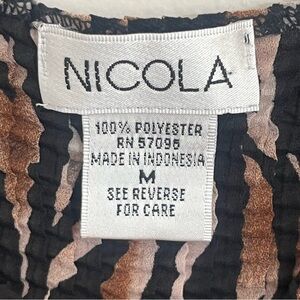 NICOLA
100% POLYESTER
RN 57095
MADE IN INDONESIA
M
SEE REVERSE
FOR CARE